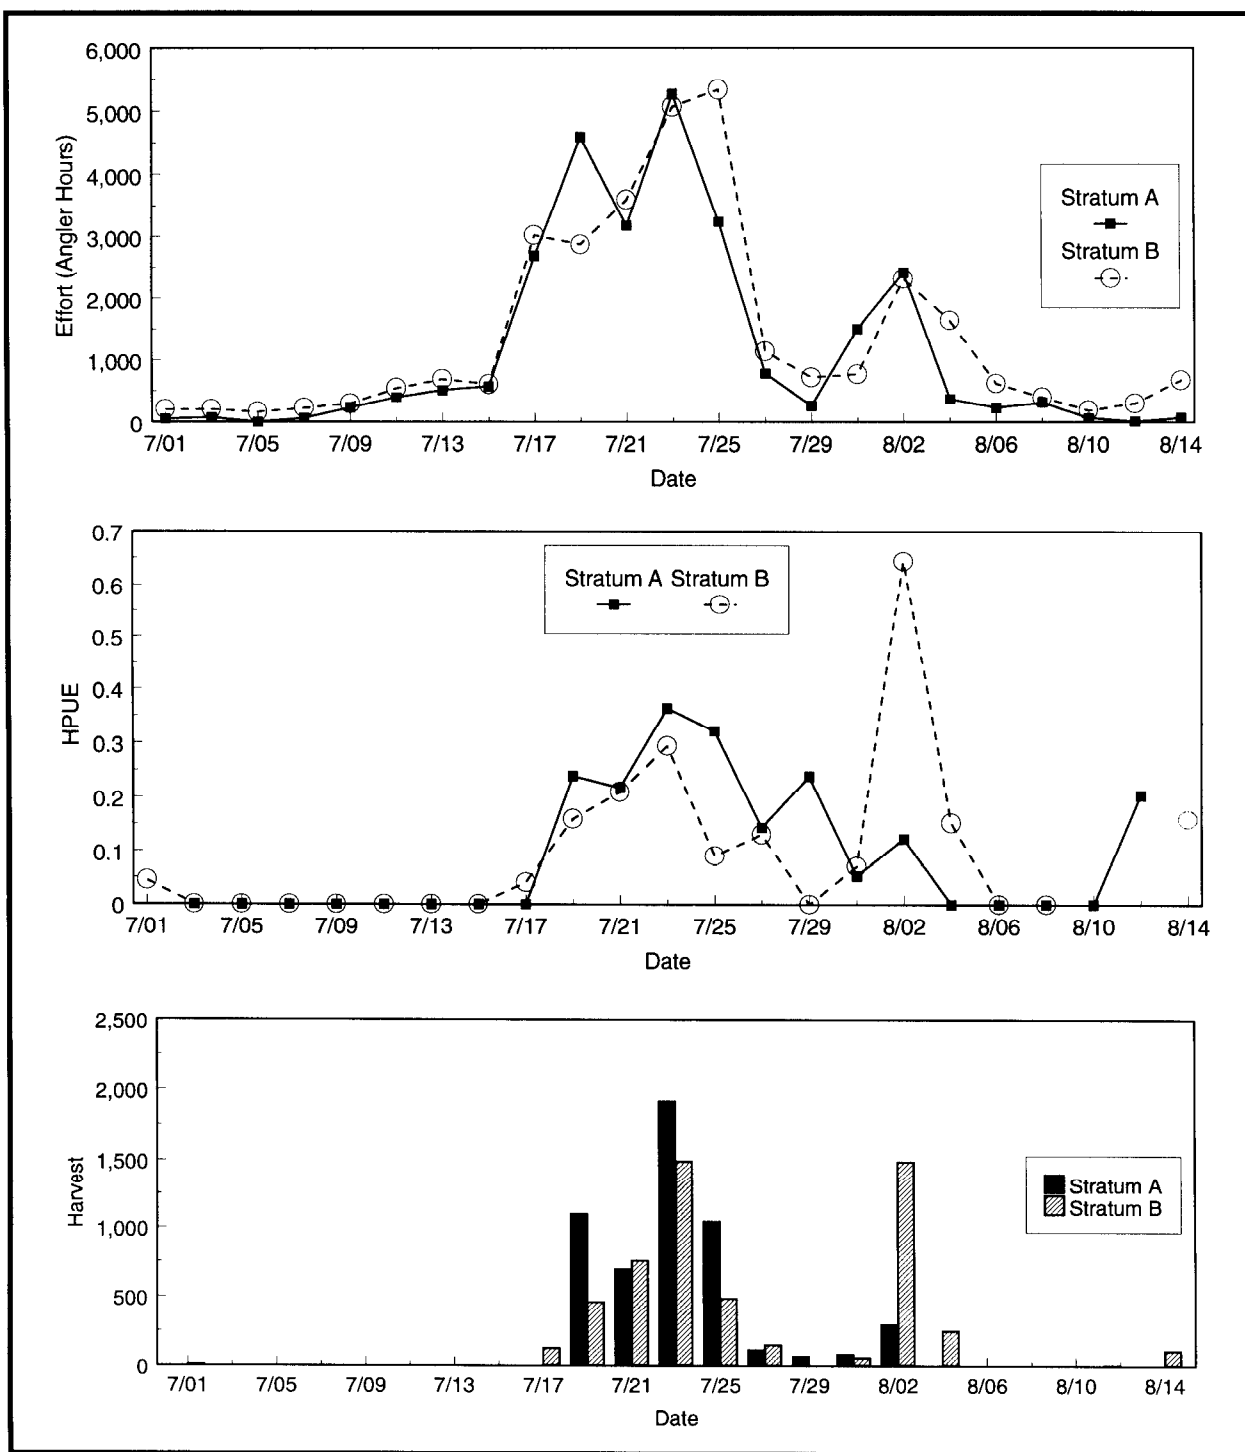 6,000
5,000
4,000
3,000
2,000
1,000
0
Effort (Angler Hours)
Stratum A
Stratum B
7/01 7/05 7/09 7/13 7/17 7/21 7/25 7/29 8/02 8/06 8/10 8/14
Date
0.7
0.6
0.5
0.4
0.3
0.2
0.1
0
HPUE
Stratum A Stratum B
7/01 7/05 7/09 7/13 7/17 7/21 7/25 7/29 8/02 8/06 8/10 8/14
Date
2,500
2,000
1,500
1,000
500
0
Harvest
Stratum A
Stratum B
7/01 7/05 7/09 7/13 7/17 7/21 7/25 7/29 8/02 8/06 8/10 8/14
Date